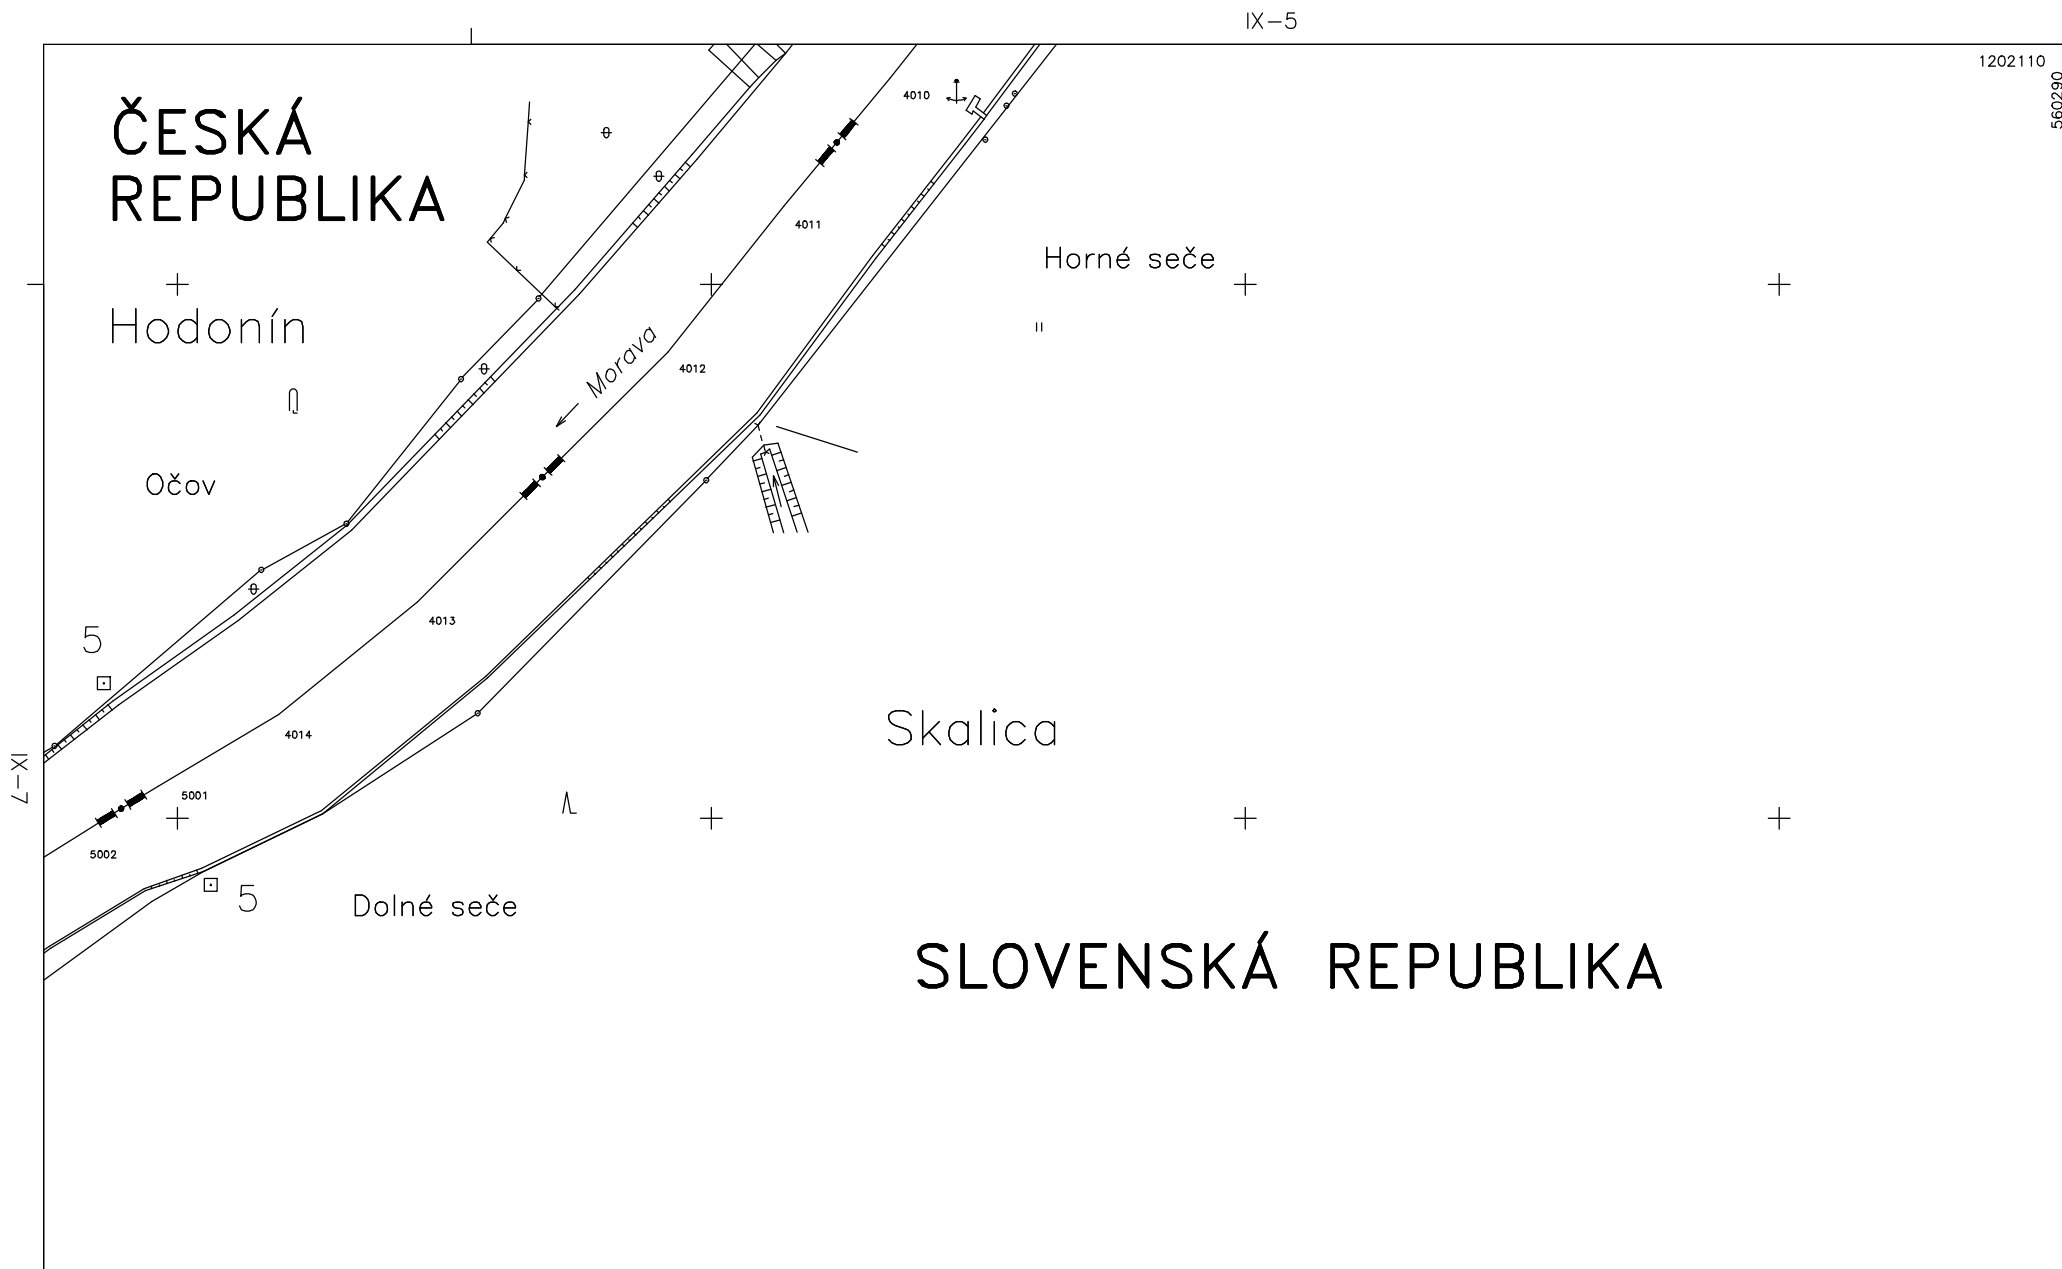 IX-5
1202110
560290
ČESKÁ
REPUBLIKA
4010
4011
Horné seče
Hodonín
Morava
4012
Očov
4013
5
Skalica
4014
IX-7
5001
5002
5
Dolné seče
SLOVENSKÁ REPUBLIKA